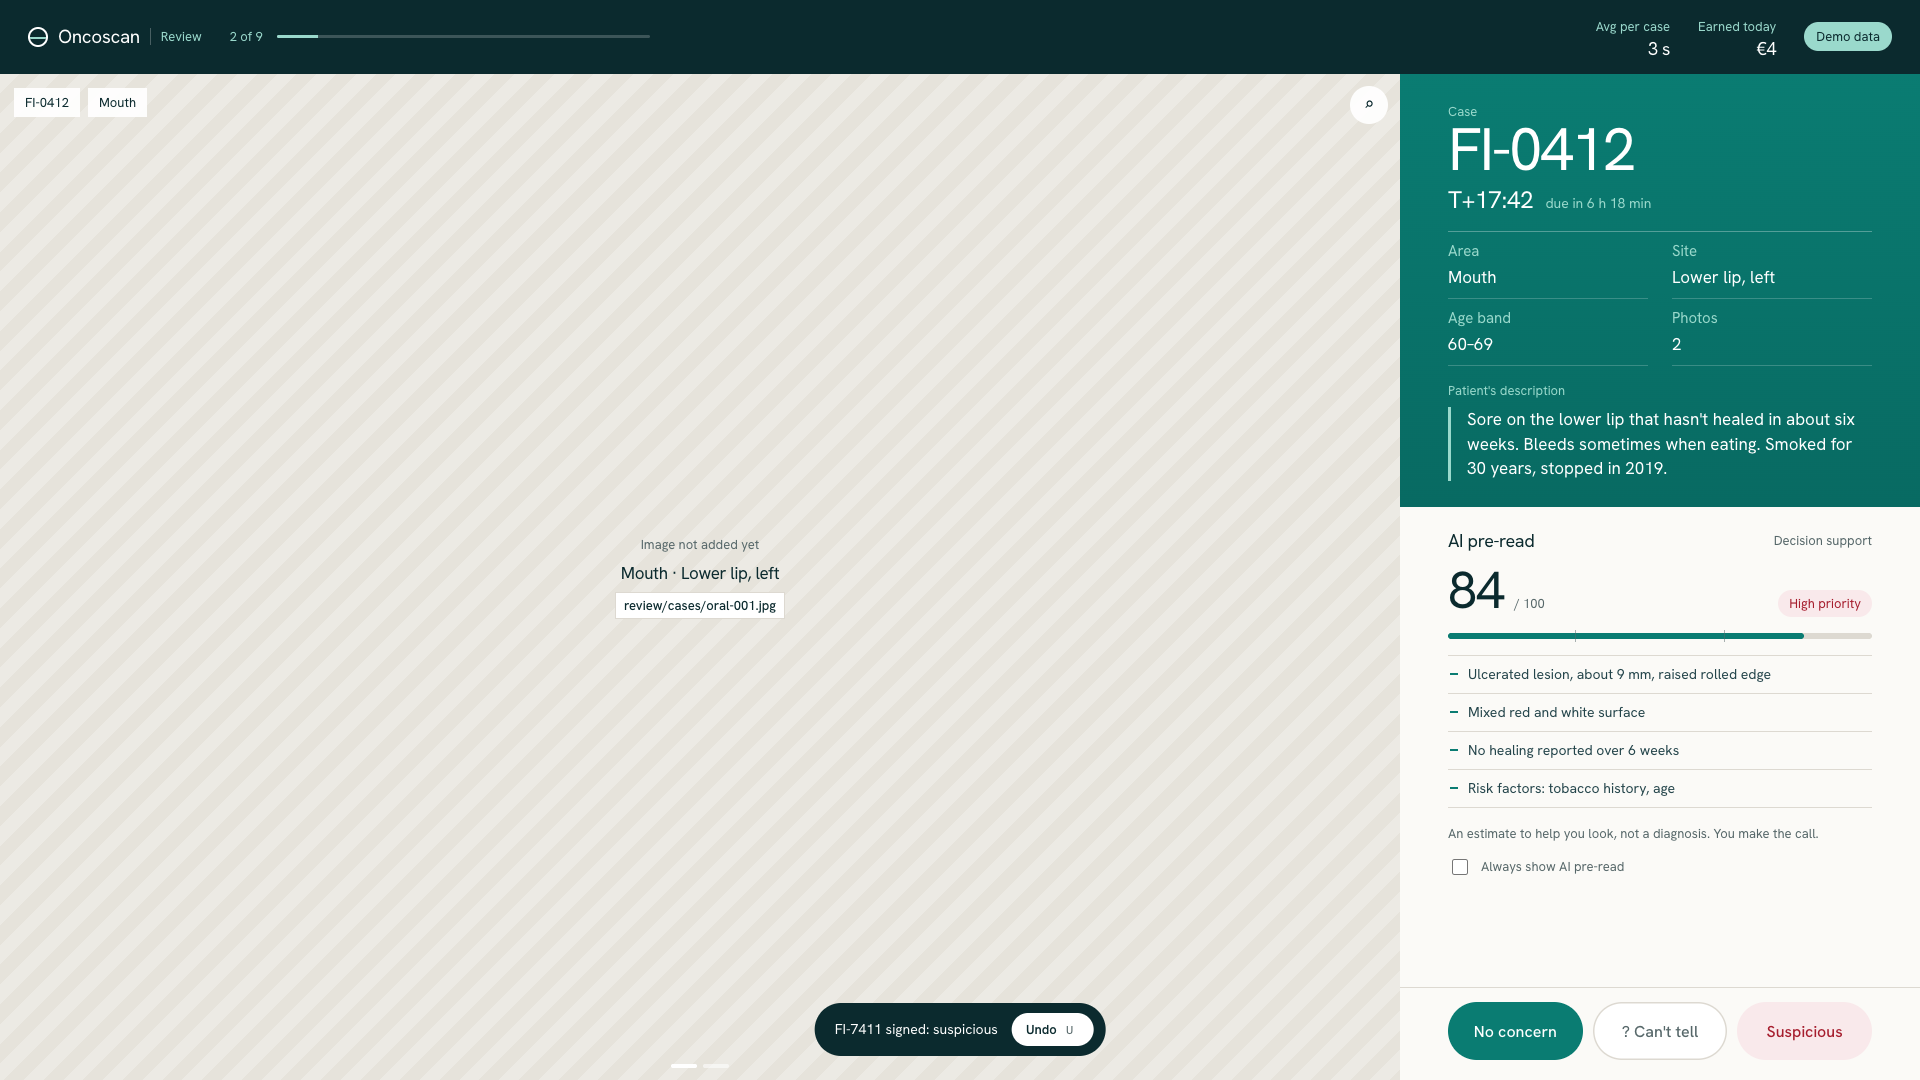 Oncoscan
Review
2 of 9
Avg per case
3 s
Earned today
€4
Demo data
FI-0412
Mouth
Image not added yet
Mouth · Lower lip, left
review/cases/oral-001.jpg
FI-7411 signed: suspicious
Undo U
Case
FI-0412
T+17:42 due in 6 h 18 min
Area
Mouth
Site
Lower lip, left
Age band
60–69
Photos
2
Patient's description
Sore on the lower lip that hasn't healed in about six
weeks. Bleeds sometimes when eating. Smoked for
30 years, stopped in 2019.
AI pre-read
Decision support
84 / 100
High priority
Ulcerated lesion, about 9 mm, raised rolled edge
Mixed red and white surface
No healing reported over 6 weeks
Risk factors: tobacco history, age
An estimate to help you look, not a diagnosis. You make the call.
Always show AI pre-read
No concern
? Can't tell
Suspicious